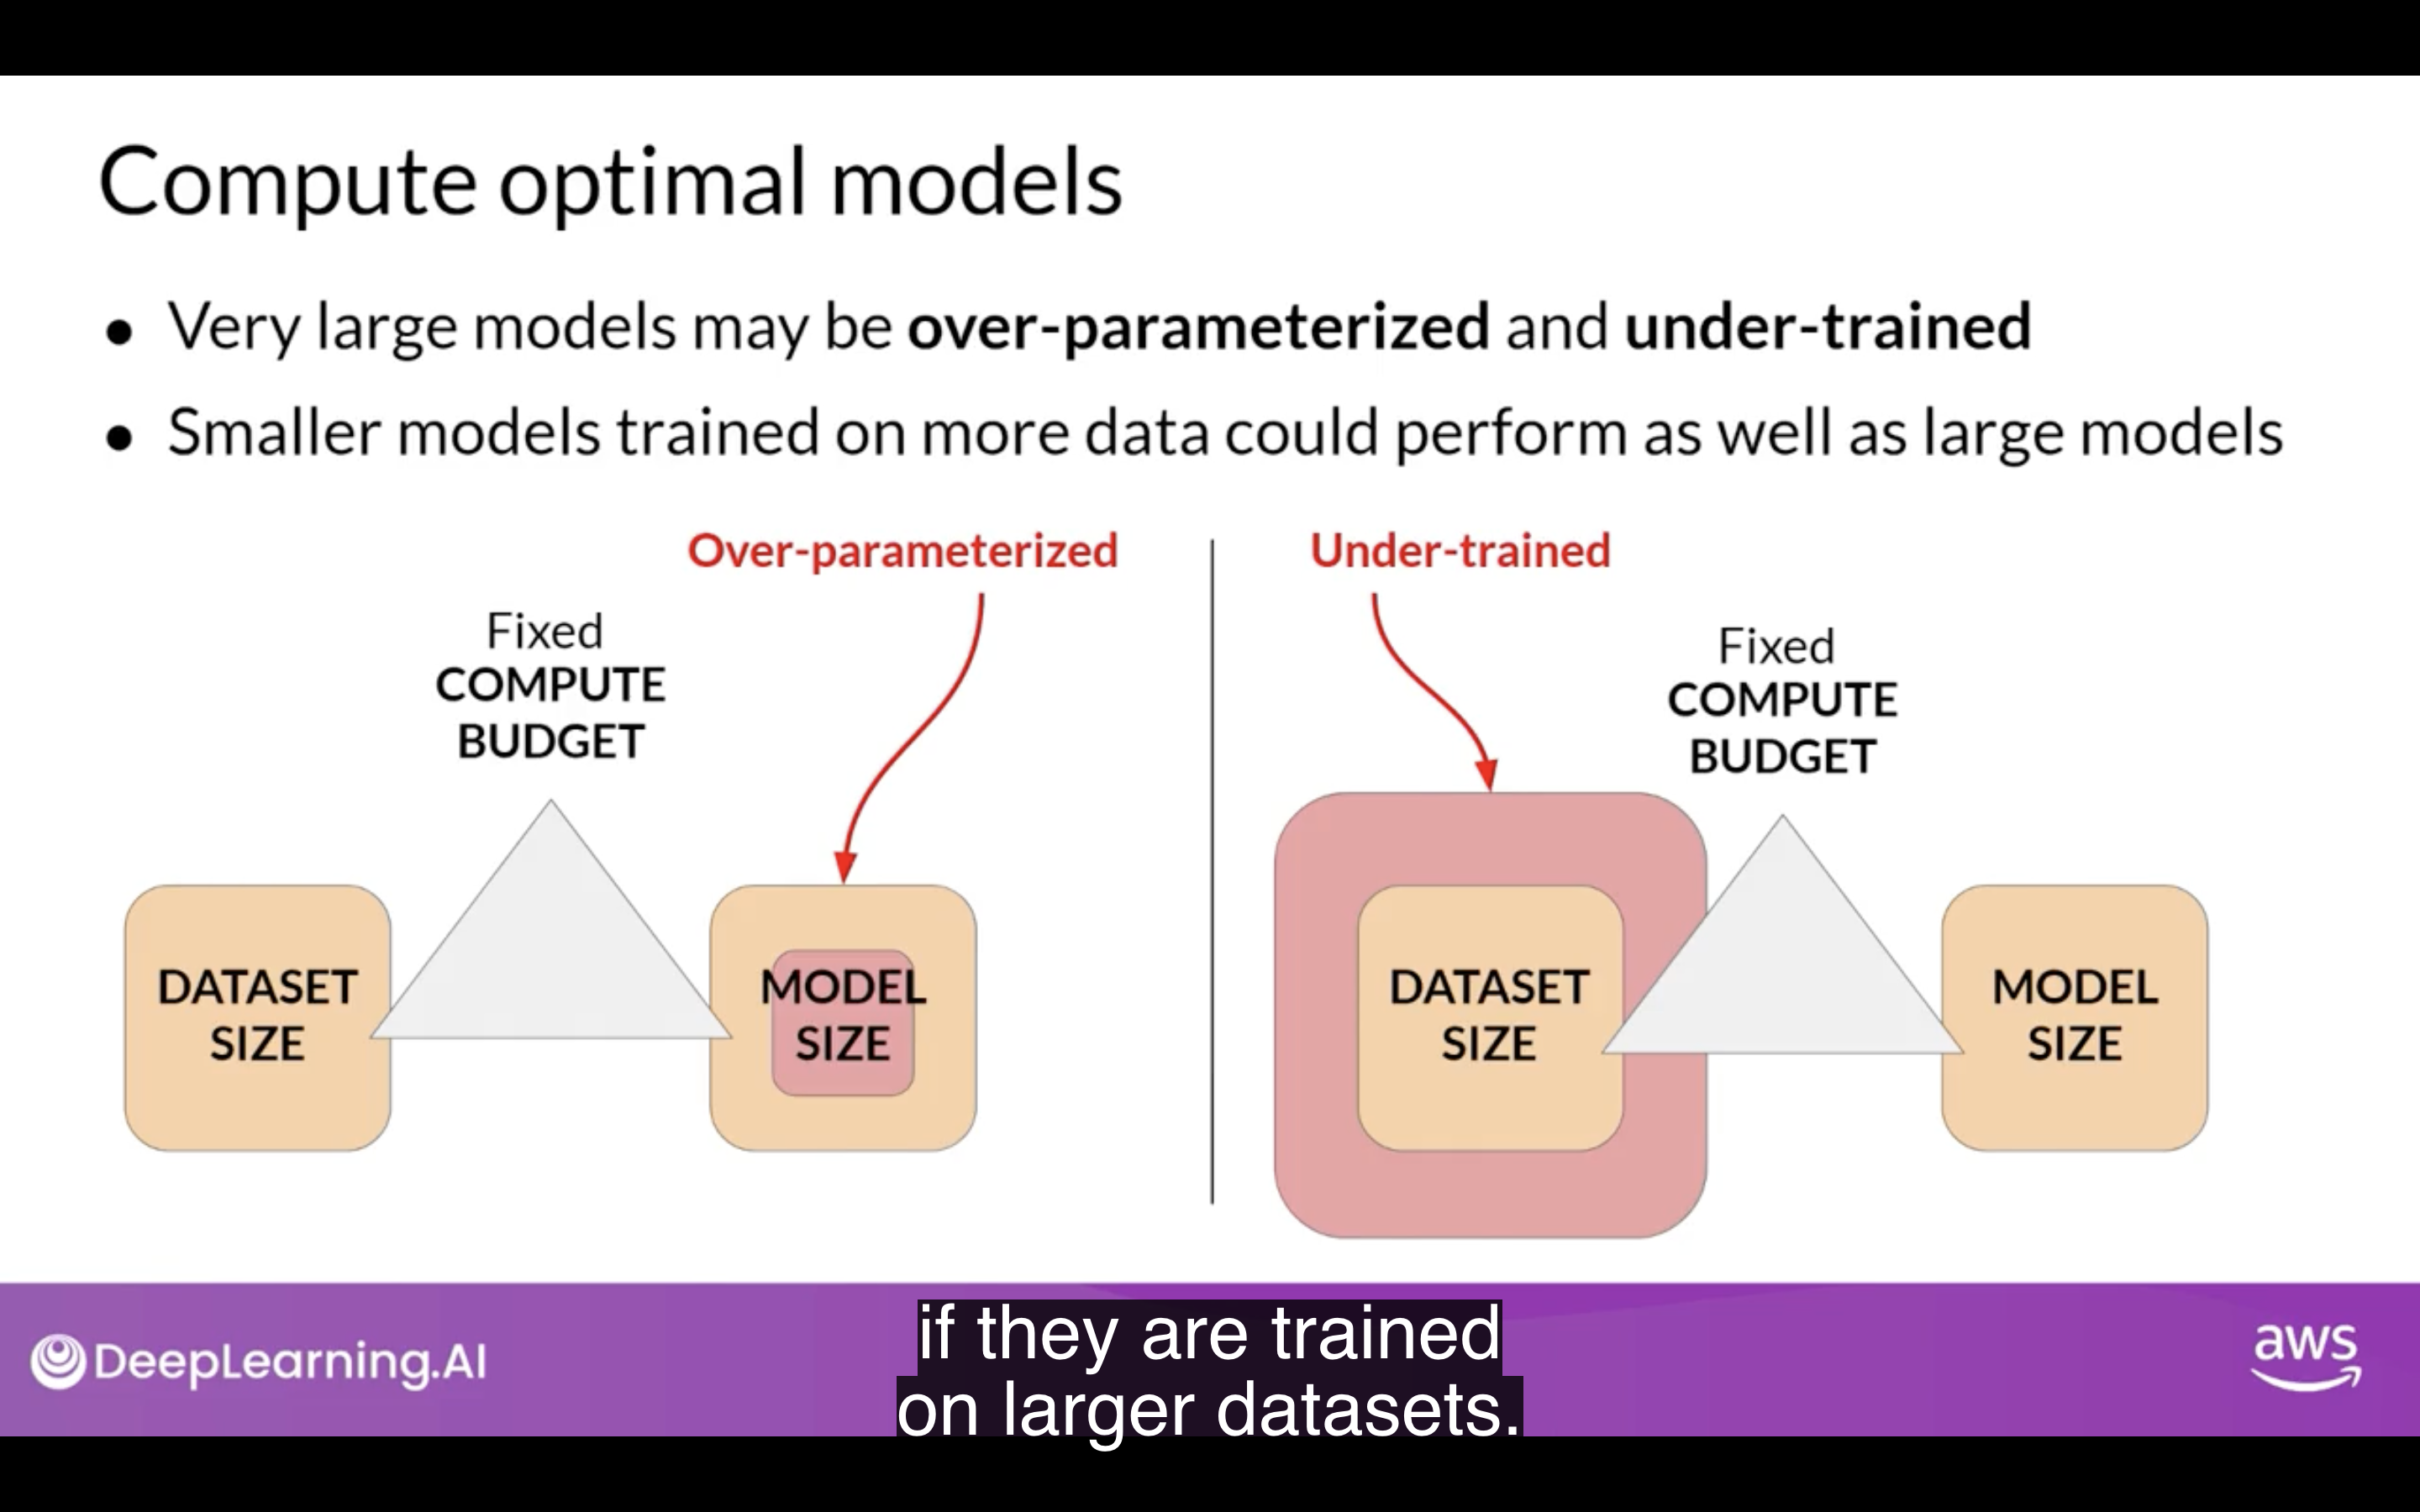 Compute optimal models
● Very large models may be over-parameterized and under-trained
● Smaller models trained on more data could perform as well as large models
Over-parameterized
Fixed
COMPUTE
BUDGET
DATASET
SIZE
MODEL
SIZE
Under-trained
Fixed
COMPUTE
BUDGET
DATASET
SIZE
MODEL
SIZE
DeepLearning.AI
if they are trained
on larger datasets.
aws